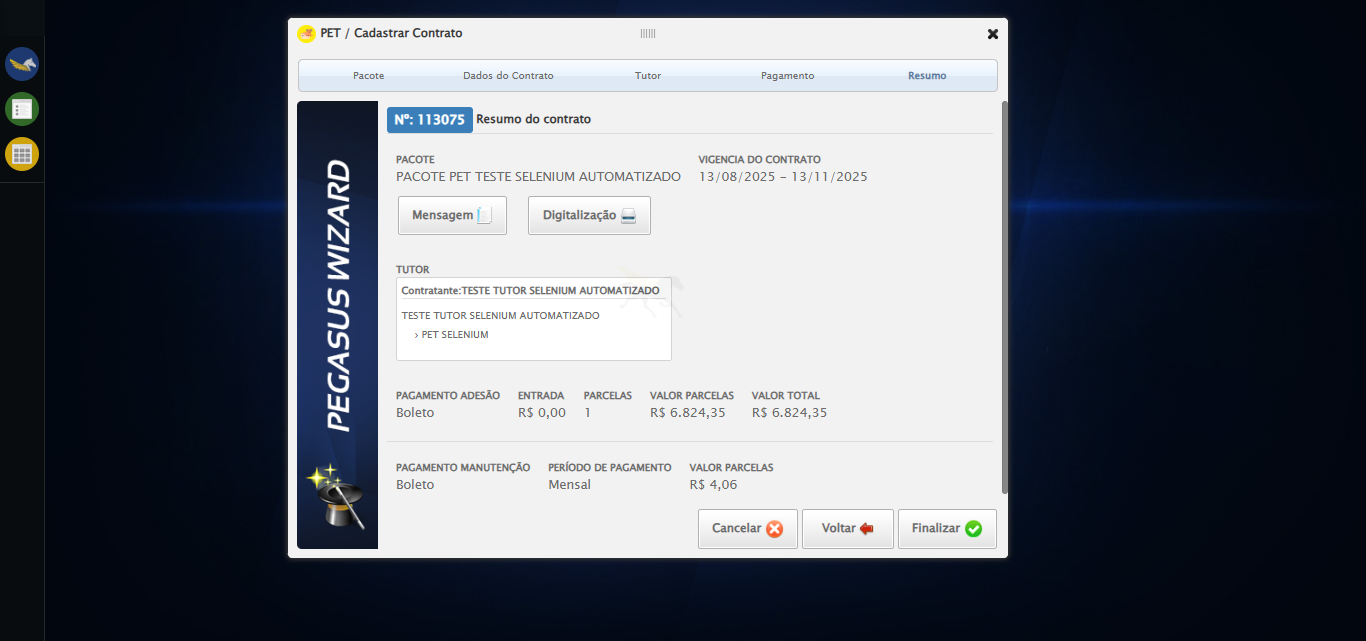 PET / Cadastrar Contrato
Pacote Dados do Contrato Tutor Pagamento Resumo
PEGASUS WIZARD
Nº: 113075 Resumo do contrato
PACOTE VIGENCIA DO CONTRATO
PACOTE PET TESTE SELENIUM AUTOMATIZADO 13/08/2025 - 13/11/2025
Mensagem Digitalização
TUTOR
Contratante:TESTE TUTOR SELENIUM AUTOMATIZADO
TESTE TUTOR SELENIUM AUTOMATIZADO
› PET SELENIUM
PAGAMENTO ADESÃO ENTRADA PARCELAS VALOR PARCELAS VALOR TOTAL
Boleto R$ 0,00 1 R$ 6.824,35 R$ 6.824,35
PAGAMENTO MANUTENÇÃO PERÍODO DE PAGAMENTO VALOR PARCELAS
Boleto Mensal R$ 4,06
Cancelar Voltar Finalizar